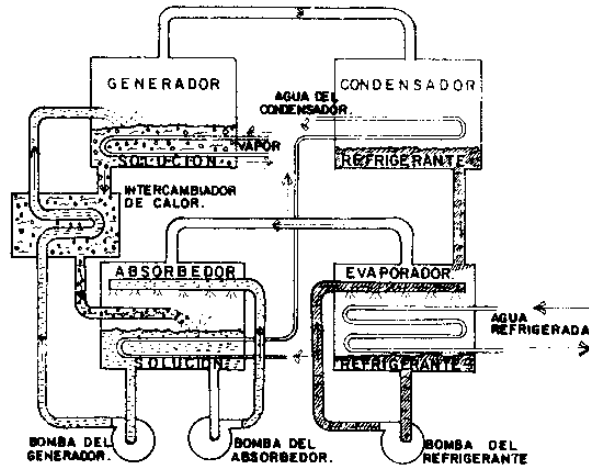 GENERADOR
CONDENSADOR
AGUA DEL
CONDENSADOR.
VAPOR
SOLUCION
REFRIGERANTE
INTERCAMBIADOR
DE CALOR.
ABSORBEDOR
EVAPORADOR
AGUA
REFRIGERADA
SOLUCION
REFRIGERANTE
BOMBA DEL
GENERADOR.
BOMBA DEL
ABSORBEDOR.
BOMBA DEL
REFRIGERANTE